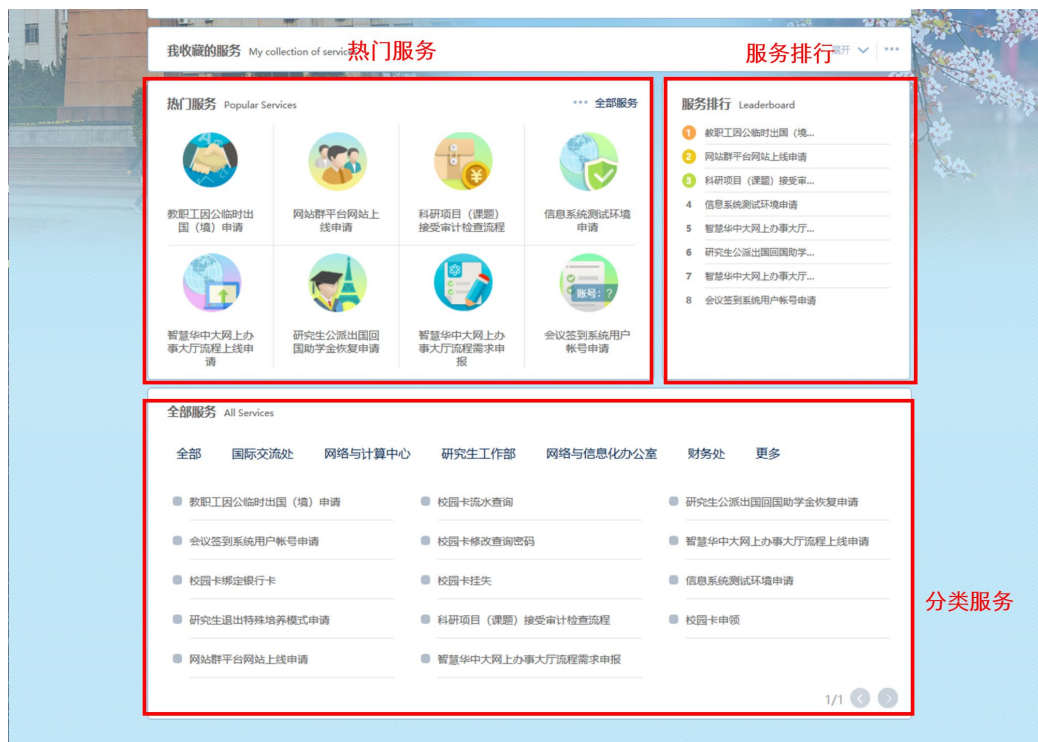 我收藏的服务 My collection of servic
热门服务
服务排行
展开
热门服务 Popular Services
全部服务
教职工因公临时出
国（境）申请
网站群平台网站上
线申请
科研项目（课题）
接受审计检查流程
信息系统测试环境
申请
账号：?
智慧华中大网上办
事大厅流程上线申
请
研究生公派出国回
国助学金恢复申请
智慧华中大网上办
事大厅流程需求申
报
会议签到系统用户
帐号申请
服务排行 Leaderboard
1 教职工因公临时出国（境...
2 网站群平台网站上线申请
3 科研项目（课题）接受审...
4 信息系统测试环境申请
5 智慧华中大网上办事大厅...
6 研究生公派出国回国助学...
7 智慧华中大网上办事大厅...
8 会议签到系统用户帐号申请
全部服务 All Services
全部 国际交流处 网络与计算中心 研究生工作部 网络与信息化办公室 财务处 更多
教职工因公临时出国（境）申请 校园卡流水查询 研究生公派出国回国助学金恢复申请
会议签到系统用户帐号申请 校园卡修改查询密码 智慧华中大网上办事大厅流程上线申请
校园卡绑定银行卡 校园卡挂失 信息系统测试环境申请
研究生退出特殊培养模式申请 科研项目（课题）接受审计检查流程 校园卡申领
网站群平台网站上线申请 智慧华中大网上办事大厅流程需求申报
分类服务
1/1